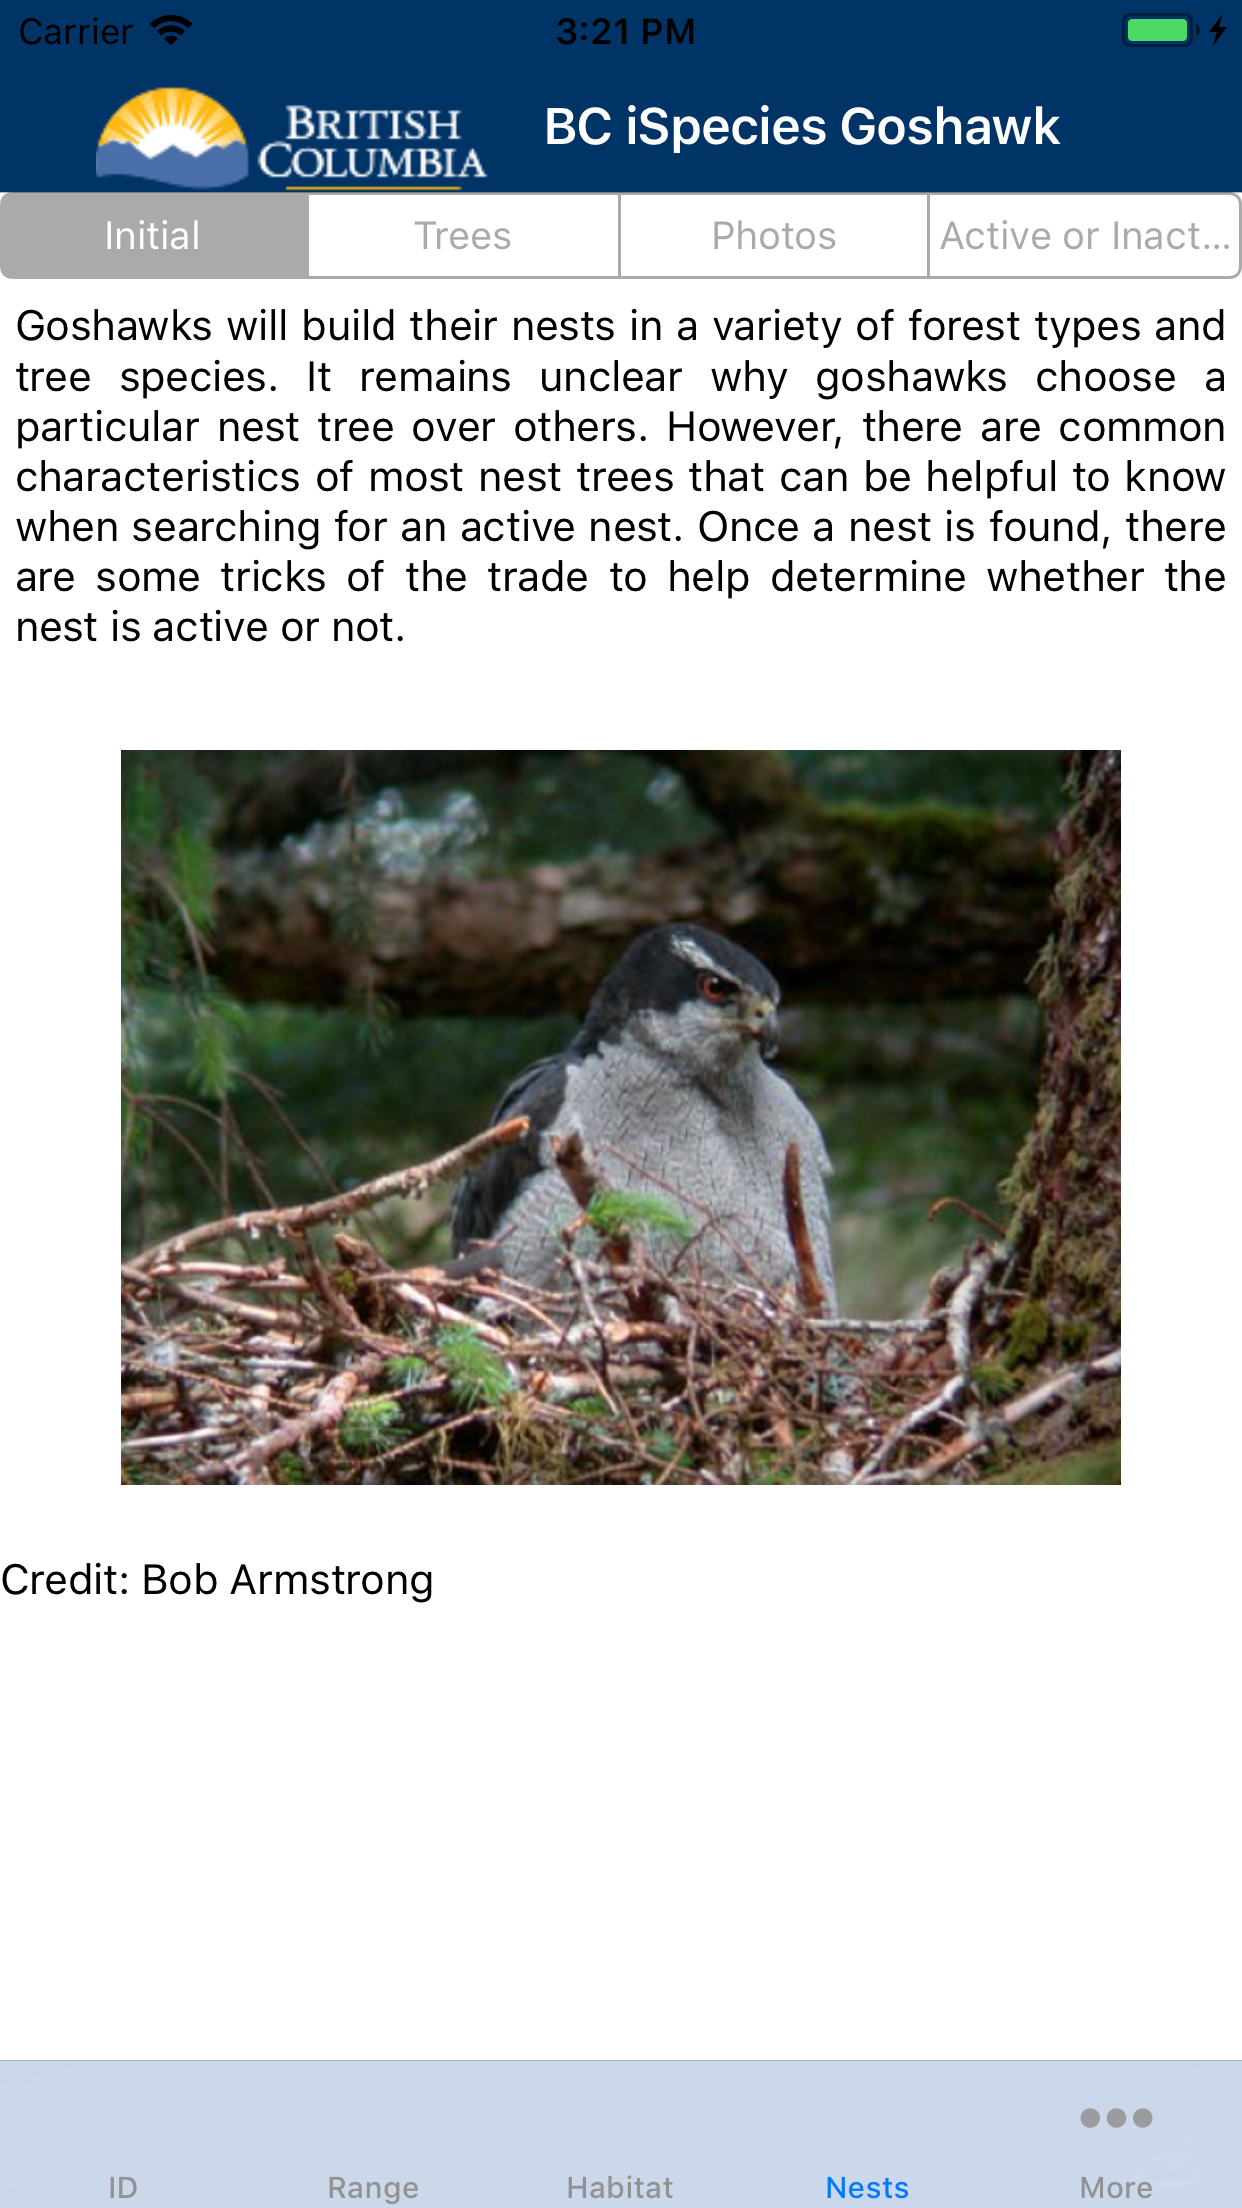 Carrier 3:21 PM
BRITISH
COLUMBIA
BC iSpecies Goshawk
Initial Trees Photos Active or Inact...
Goshawks will build their nests in a variety of forest types and
tree species. It remains unclear why goshawks choose a
particular nest tree over others. However, there are common
characteristics of most nest trees that can be helpful to know
when searching for an active nest. Once a nest is found, there
are some tricks of the trade to help determine whether the
nest is active or not.
Credit: Bob Armstrong
ID Range Habitat Nests More